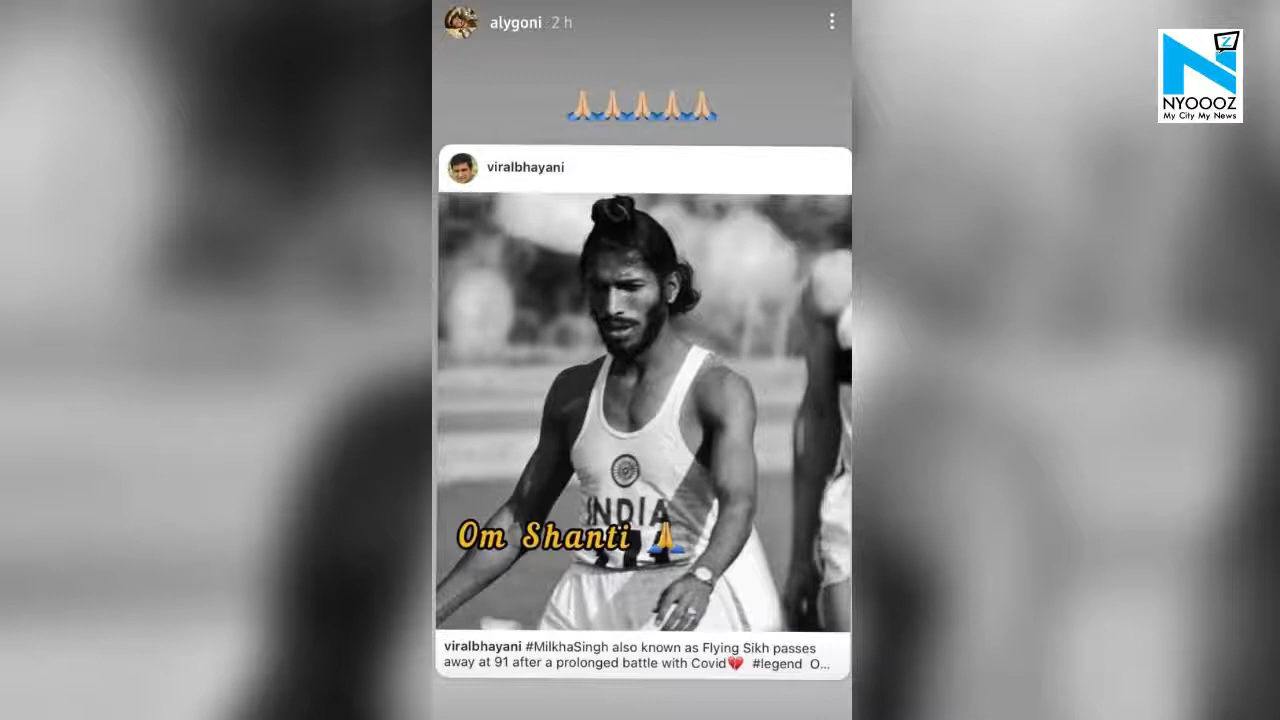 alygoni 2 h
🙏🏼🙏🏼🙏🏼🙏🏼🙏🏼
NYOOOZ
My City My News
viralbhayani
INDIA
Om Shanti 🙏
viralbhayani #MilkhaSingh also known as Flying Sikh passes
away at 91 after a prolonged battle with Covid💔 #legend O...